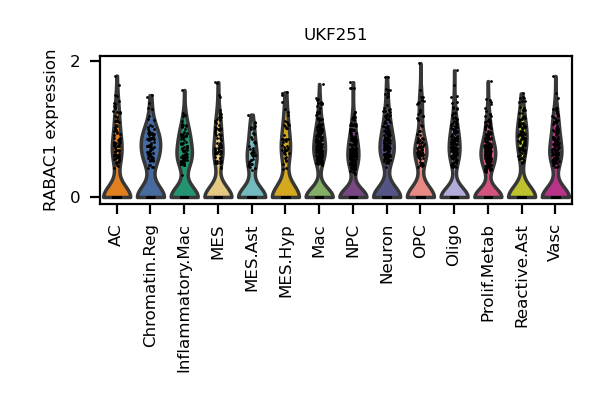 UKF251
RABAC1 expression
2
0
AC
Chromatin.Reg
Inflammatory.Mac
MES
MES.Ast
MES.Hyp
Mac
NPC
Neuron
OPC
Oligo
Prolif.Metab
Reactive.Ast
Vasc